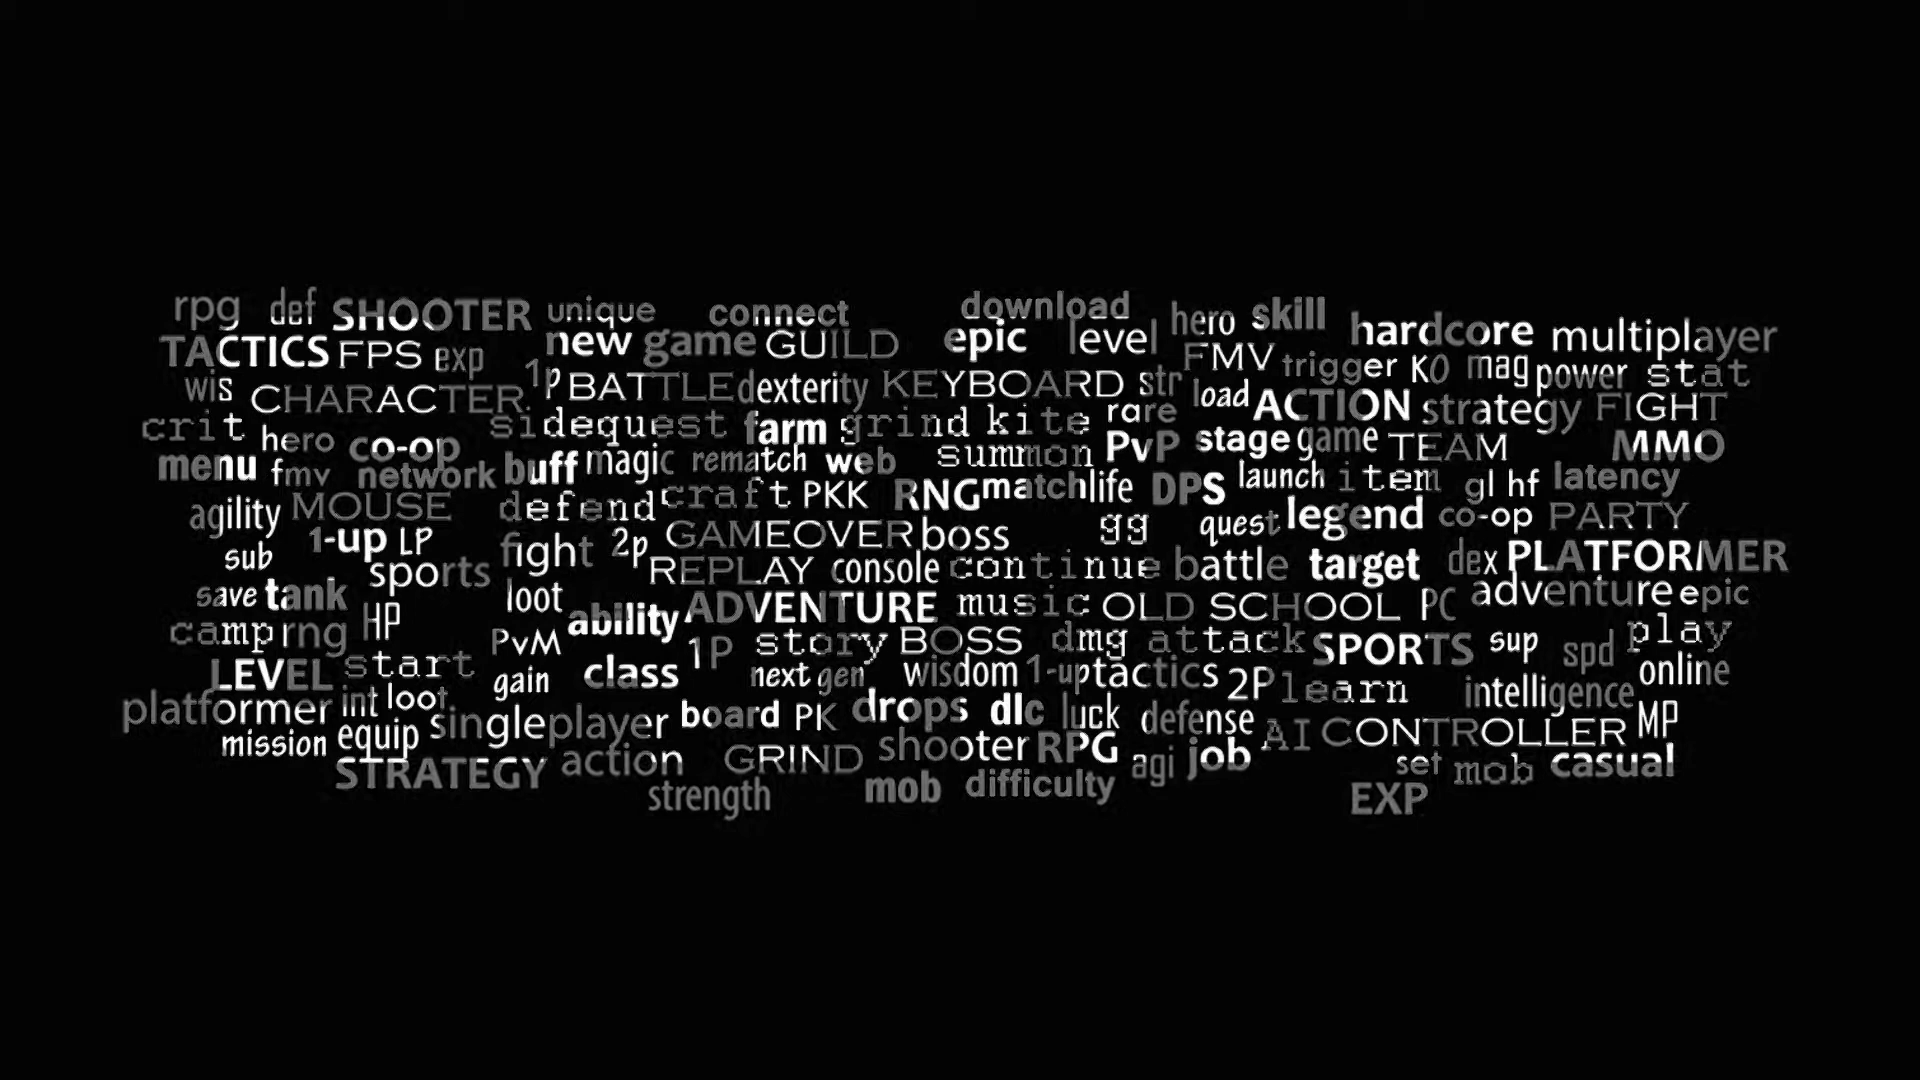 rpg def SHOOTER unique connect download hero skill hardcore multiplayer
TACTICS FPS exp new game GUILD epic level FMV trigger KO mag power stat
wis CHARACTER 1p BATTLE dexterity KEYBOARD str load ACTION strategy FIGHT
crit hero co-op sidequest farm grind kite rare PvP stage game TEAM MMO
menu fmv network buff magic rematch web summon launch item gl hf latency
agility MOUSE defend craft PKK RNG match life DPS quest legend co-op PARTY
sub 1-up LP fight 2p GAMEOVER boss gg
sports REPLAY console continue battle target dex PLATFORMER
save tank HP loot ability ADVENTURE music OLD SCHOOL PC adventure epic
camp rng PvM 1P story BOSS dmg attack SPORTS sup spd play
LEVEL start gain class next gen wisdom 1-up tactics 2P learn intelligence online
platformer int loot singleplayer board PK drops dlc luck defense AI CONTROLLER MP
mission equip action GRIND shooter RPG agi job set mob casual
STRATEGY strength mob difficulty EXP